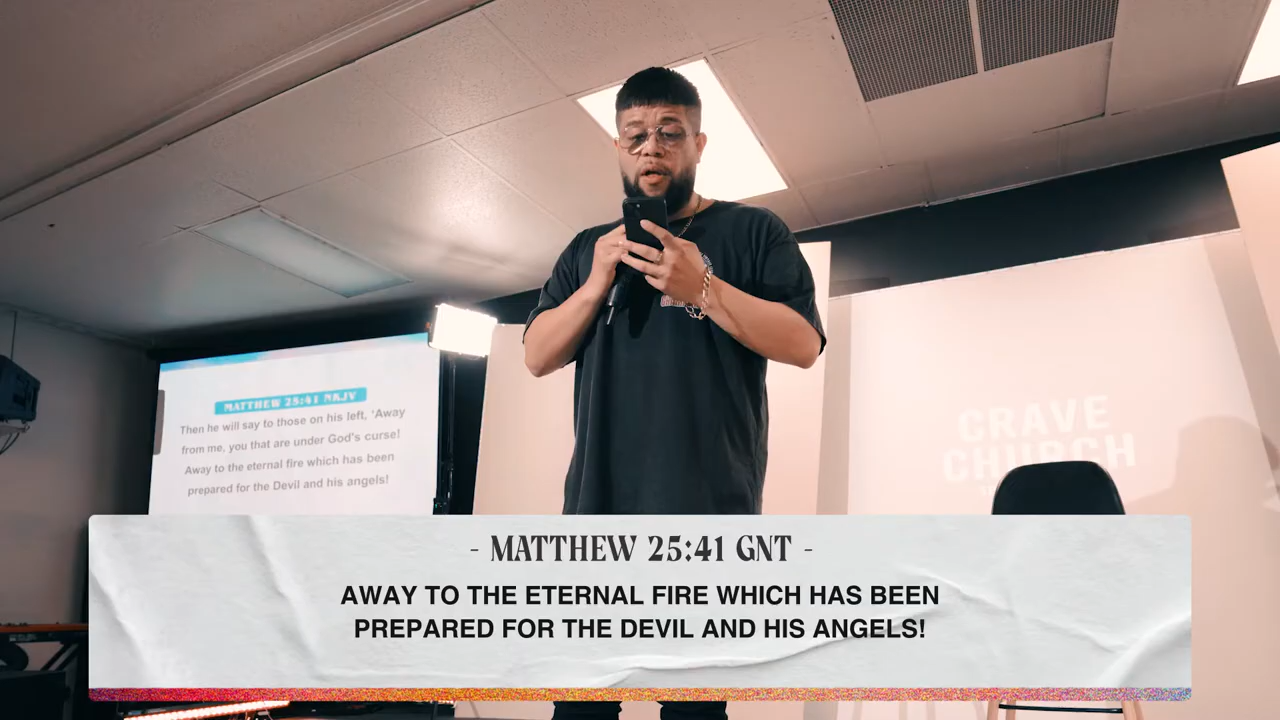 MATTHEW 25:41 NKJV
Then he will say to those on his left, 'Away
from me, you that are under God's curse!
Away to the eternal fire which has been
prepared for the Devil and his angels!
CRAVE
CHURCH
- MATTHEW 25:41 GNT -
AWAY TO THE ETERNAL FIRE WHICH HAS BEEN
PREPARED FOR THE DEVIL AND HIS ANGELS!